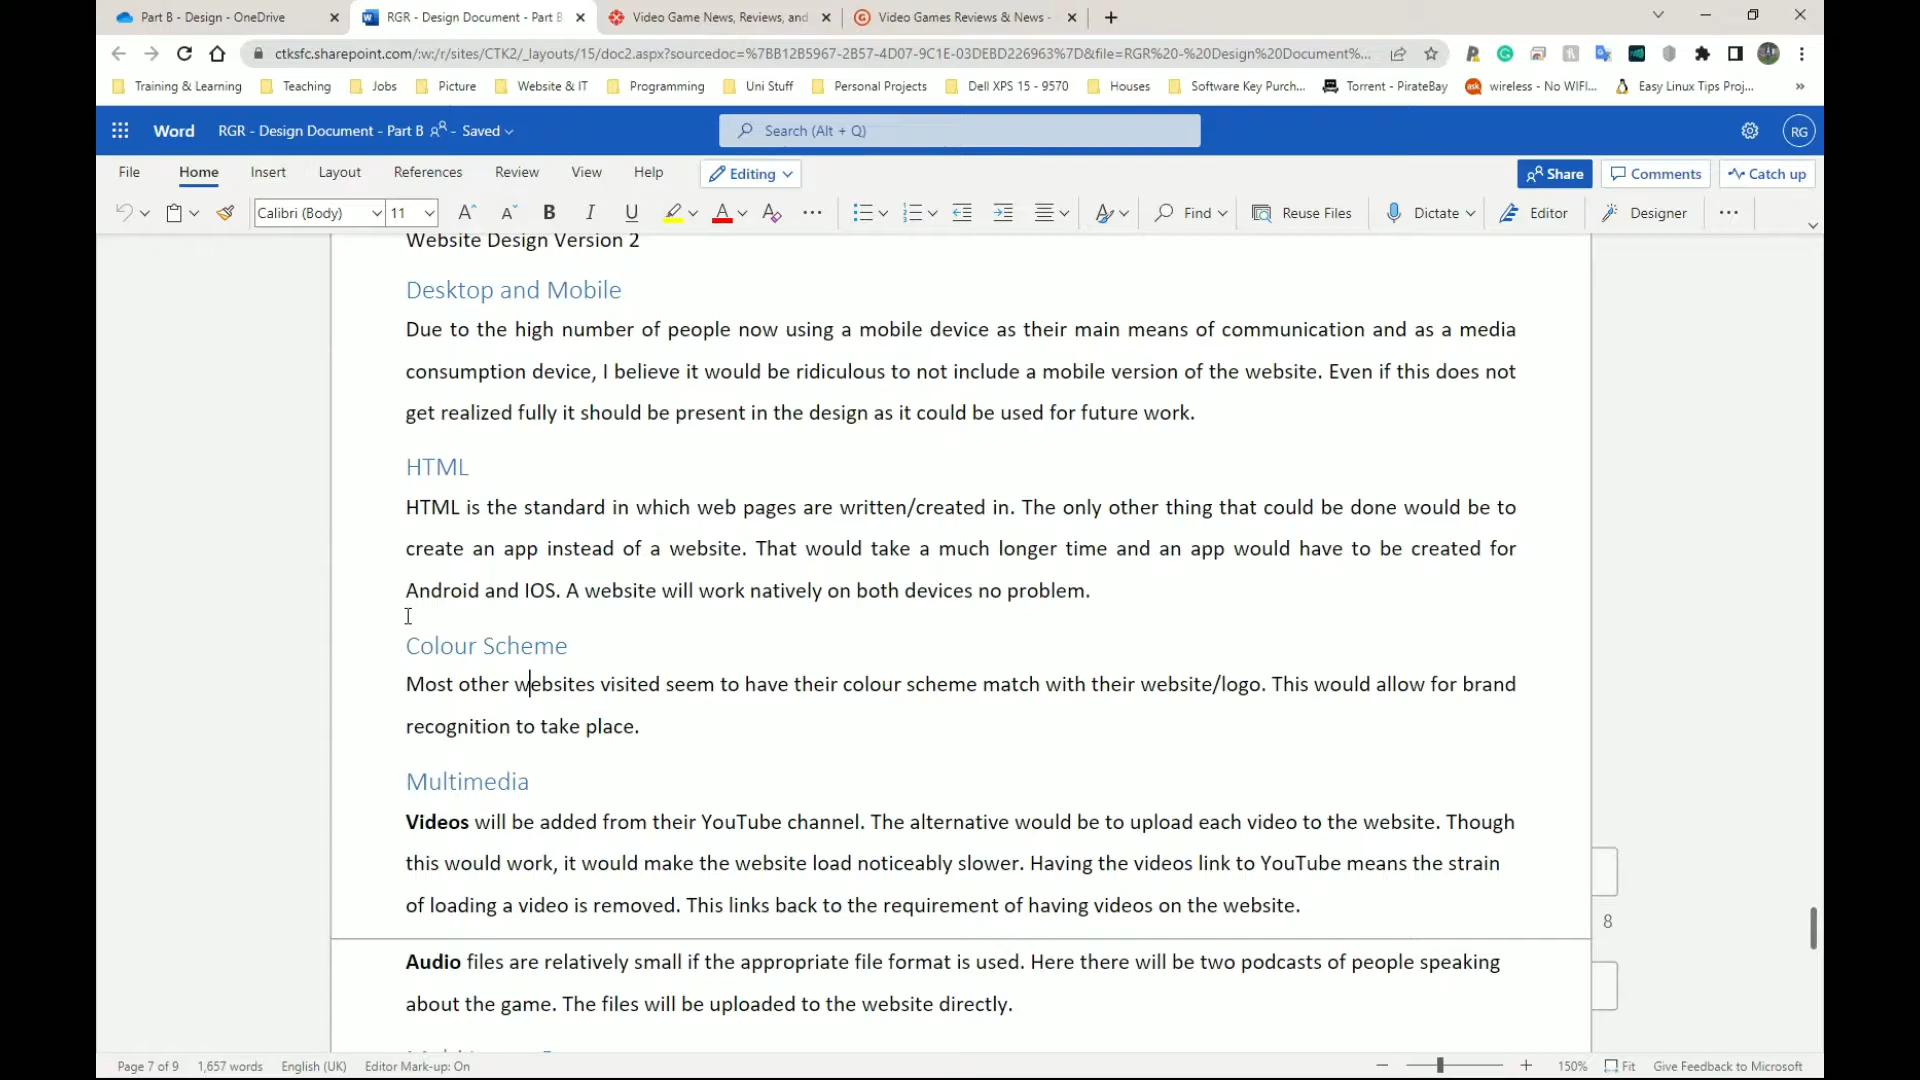 Part B - Design - OneDrive
RGR - Design Document - Part B
Video Game News, Reviews, and
Video Games Reviews & News -
ctksfc.sharepoint.com/:w:/r/sites/CTK2/_layouts/15/doc2.aspx?sourcedoc=%7BB12B5967-2B57-4D07-9C1E-03DEBD226963%7D&file=RGR%20-%20Design%20Document%...
Training & Learning
Teaching
Jobs
Picture
Website & IT
Programming
Uni Stuff
Personal Projects
Dell XPS 15 - 9570
Houses
Software Key Purch...
Torrent - PirateBay
wireless - No WIFI...
Easy Linux Tips Proj...
Word
RGR - Design Document - Part B - Saved
Search (Alt + Q)
RG
File
Home
Insert
Layout
References
Review
View
Help
Editing
Share
Comments
Catch up
Calibri (Body)
11
Find
Reuse Files
Dictate
Editor
Designer
Website Design Version 2
Desktop and Mobile
Due to the high number of people now using a mobile device as their main means of communication and as a media
consumption device, I believe it would be ridiculous to not include a mobile version of the website. Even if this does not
get realized fully it should be present in the design as it could be used for future work.
HTML
HTML is the standard in which web pages are written/created in. The only other thing that could be done would be to
create an app instead of a website. That would take a much longer time and an app would have to be created for
Android and IOS. A website will work natively on both devices no problem.
Colour Scheme
Most other websites visited seem to have their colour scheme match with their website/logo. This would allow for brand
recognition to take place.
Multimedia
Videos will be added from their YouTube channel. The alternative would be to upload each video to the website. Though
this would work, it would make the website load noticeably slower. Having the videos link to YouTube means the strain
of loading a video is removed. This links back to the requirement of having videos on the website.
8
Audio files are relatively small if the appropriate file format is used. Here there will be two podcasts of people speaking
about the game. The files will be uploaded to the website directly.
Page 7 of 9
1,657 words
English (UK)
Editor Mark-up: On
150%
Fit
Give Feedback to Microsoft